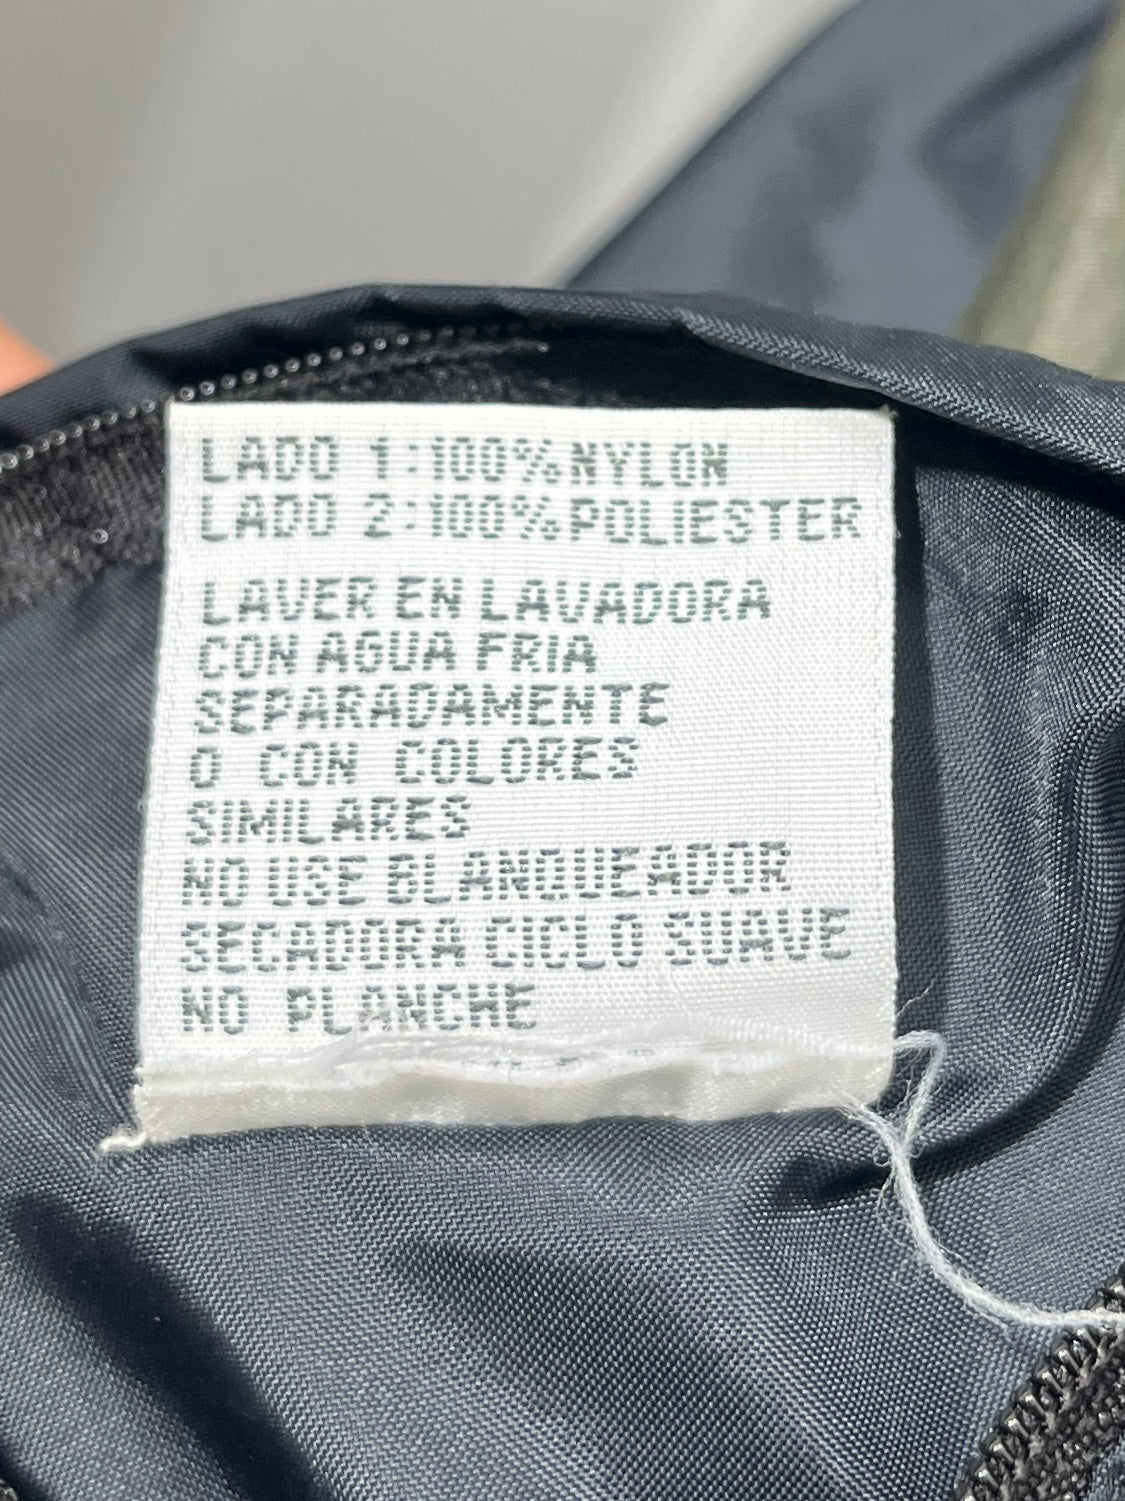 LADO 1:100%NYLON
LADO 2:100%POLIESTER
LAVER EN LAVADORA
CON AGUA FRIA
SEPARADAMENTE
O CON COLORES
SIMILARES
NO USE BLANQUEADOR
SECADORA CICLO SUAVE
NO PLANCHE